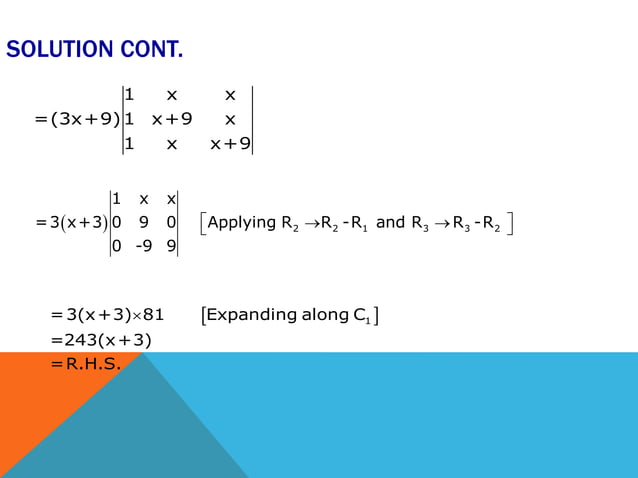 SOLUTION CONT.
1 x x
=(3x+9) 1 x+9 x
1 x x+9
1 x x
=3(x+3) 0 9 0 [Applying R₂ →R₂ -R₁ and R₃ →R₃ -R₂ ]
0 -9 9
=3(x+3)×81 [Expanding along C₁]
=243(x+3)
=R.H.S.